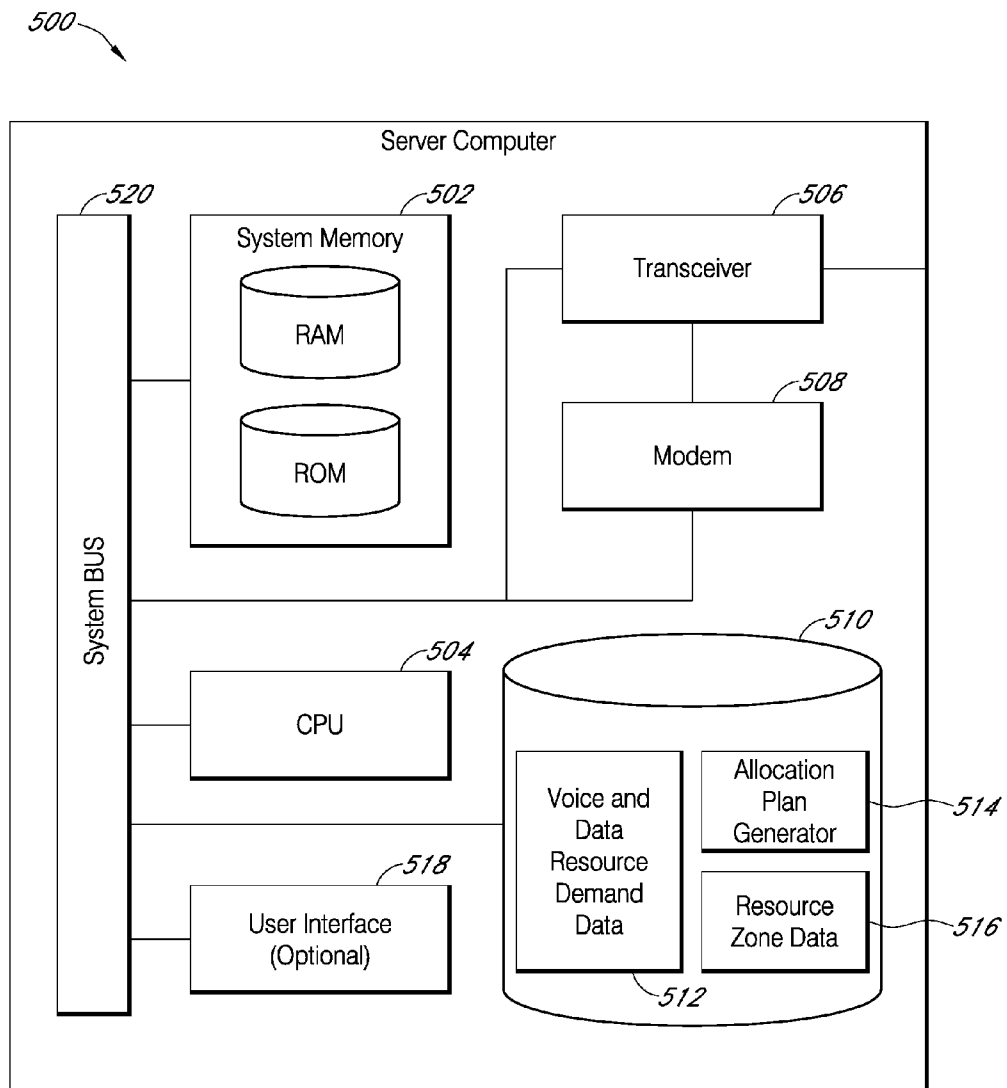 500
Server Computer
520
502
506
System Memory
RAM
ROM
Transceiver
508
Modem
System BUS
504
CPU
510
Voice and
Data
Resource
Demand
Data
512
Allocation
Plan
Generator
514
Resource
Zone Data
516
518
User Interface
(Optional)